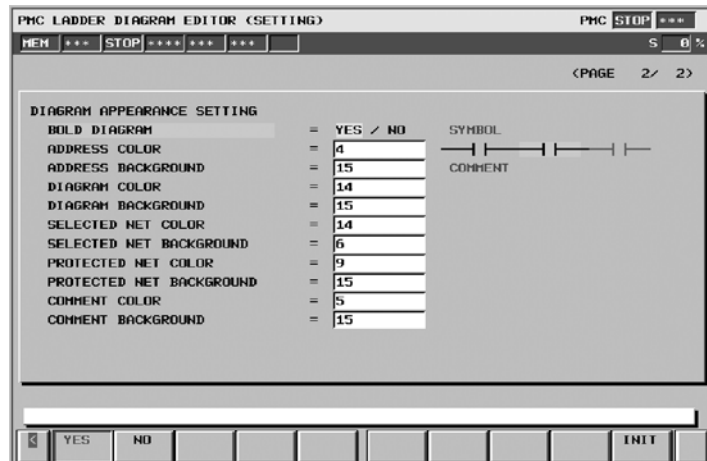 PMC LADDER DIAGRAM EDITOR (SETTING) PMC STOP ***
MEM *** STOP **** *** *** S 0 %
(PAGE 2/ 2)
DIAGRAM APPEARANCE SETTING
BOLD DIAGRAM = YES / NO SYMBOL
ADDRESS COLOR = 4
ADDRESS BACKGROUND = 15 COMMENT
DIAGRAM COLOR = 14
DIAGRAM BACKGROUND = 15
SELECTED NET COLOR = 14
SELECTED NET BACKGROUND = 6
PROTECTED NET COLOR = 9
PROTECTED NET BACKGROUND = 15
COMMENT COLOR = 5
COMMENT BACKGROUND = 15
< YES NO INIT